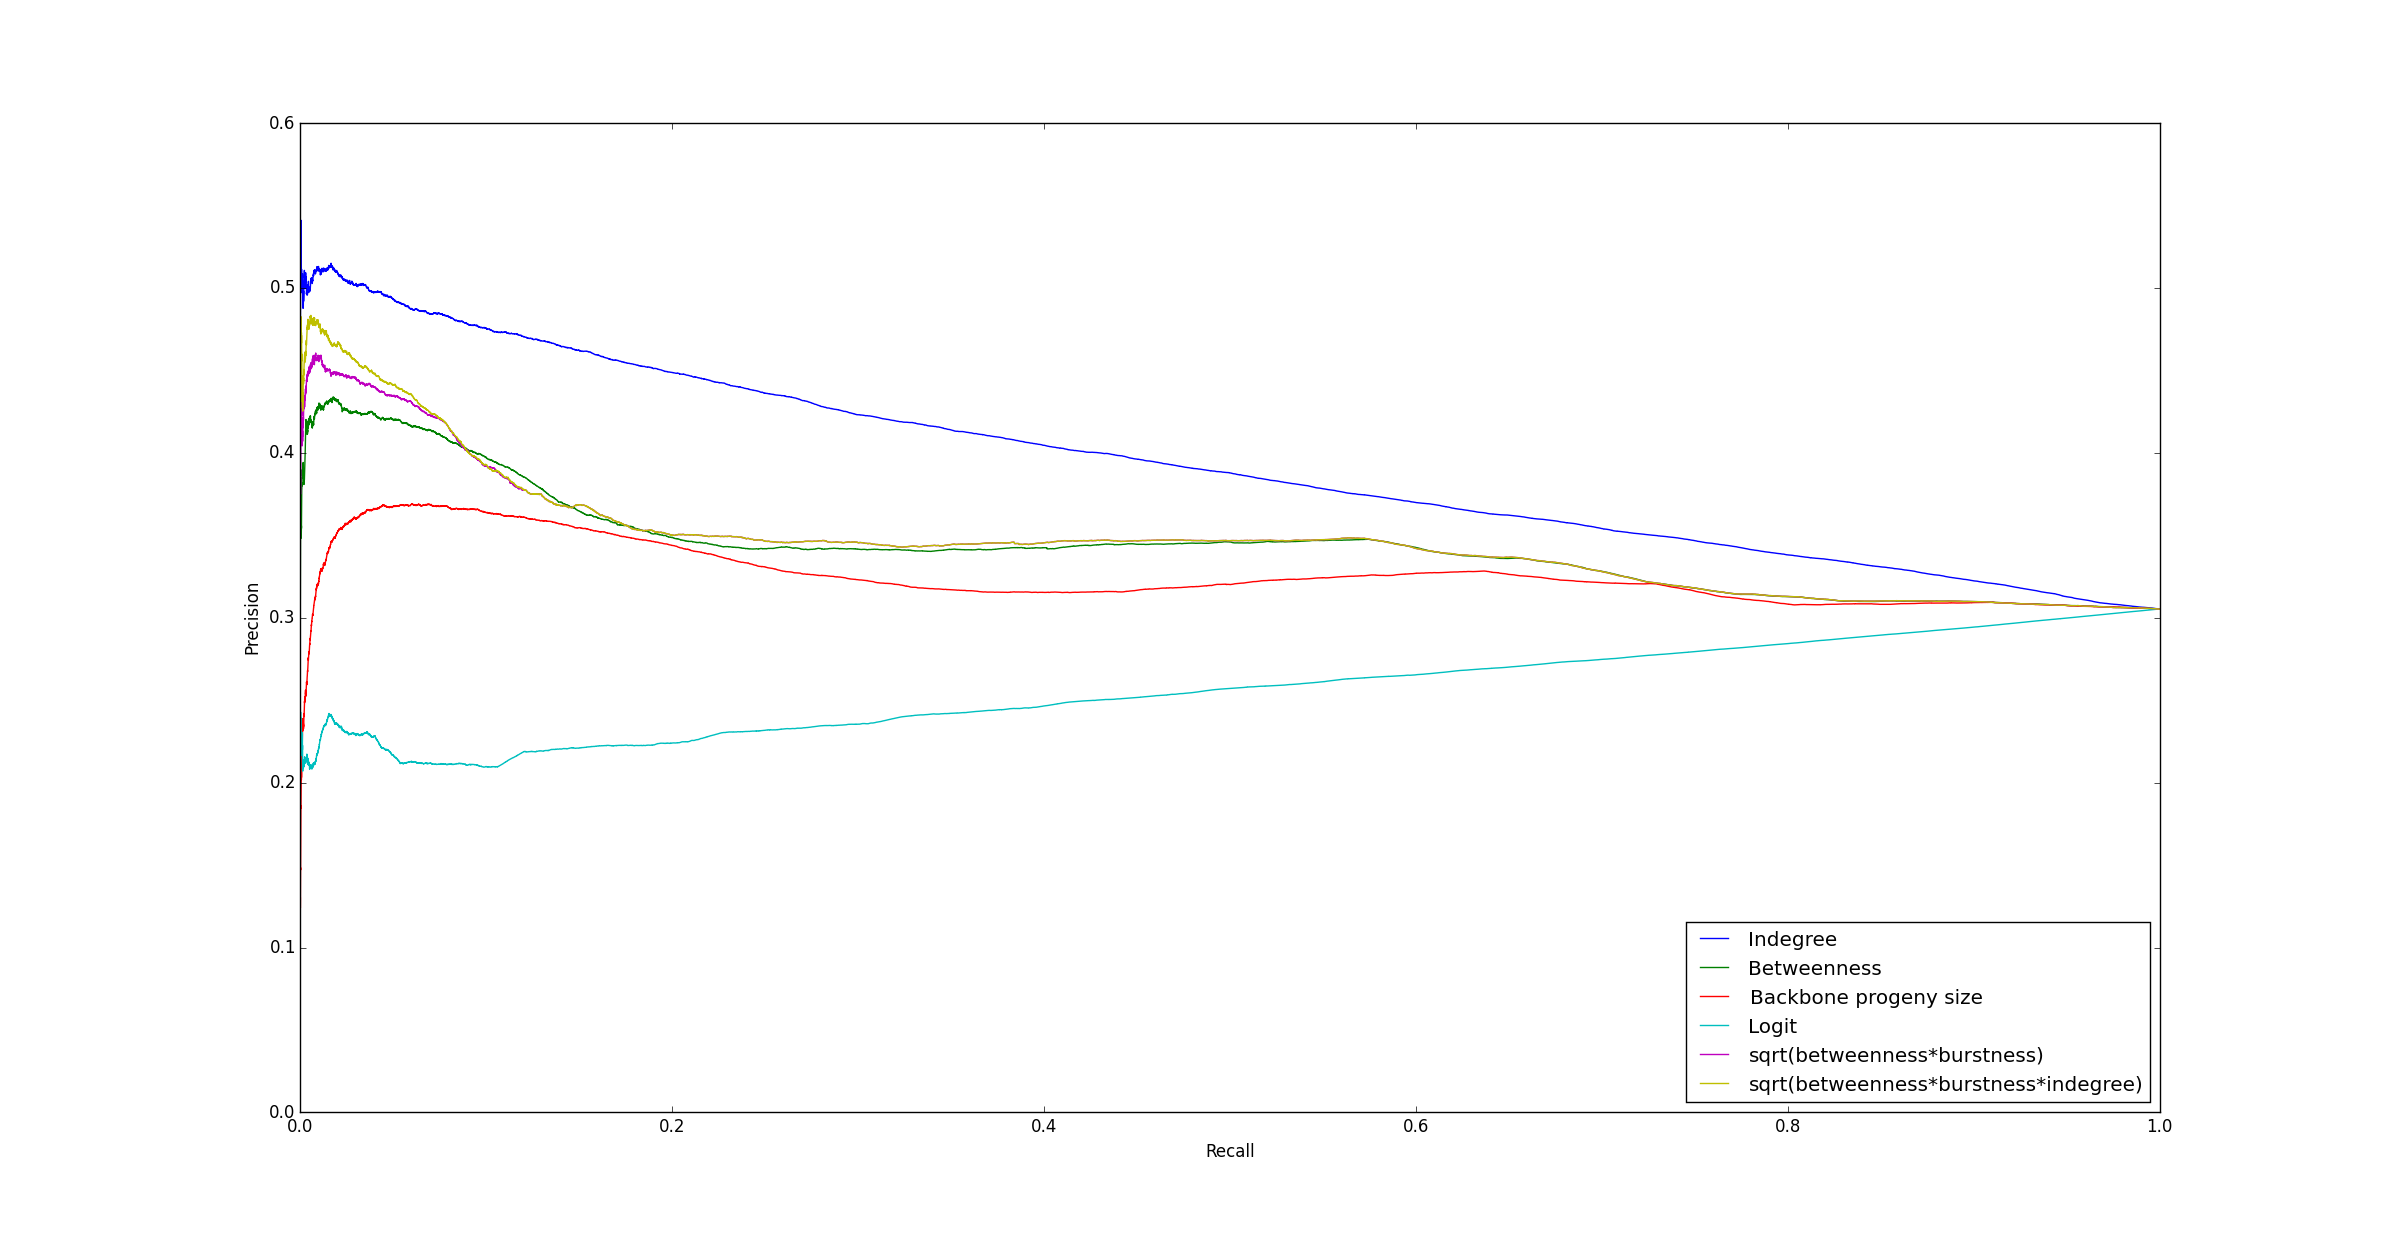 0.6
0.5
0.4
0.3
0.2
0.1
0.0
Precision
0.0 0.2 0.4 0.6 0.8 1.0
Recall
Indegree
Betweenness
Backbone progeny size
Logit
sqrt(betweenness*burstness)
sqrt(betweenness*burstness*indegree)